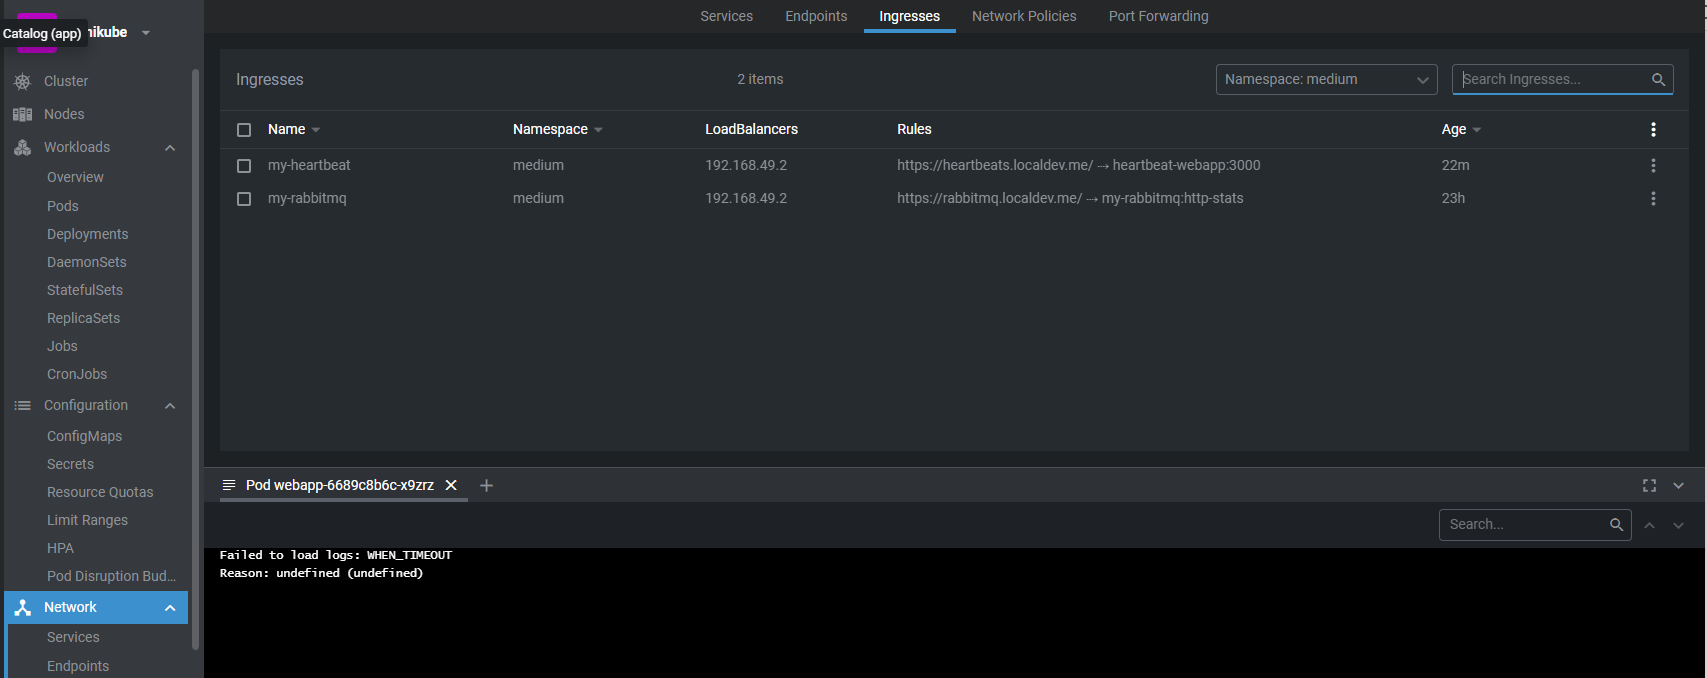 Catalog (app)
nikube
Cluster
Nodes
Workloads
Overview
Pods
Deployments
DaemonSets
StatefulSets
ReplicaSets
Jobs
CronJobs
Configuration
ConfigMaps
Secrets
Resource Quotas
Limit Ranges
HPA
Pod Disruption Bud...
Network
Services
Endpoints
Services Endpoints Ingresses Network Policies Port Forwarding
Ingresses 2 items Namespace: medium Search Ingresses...
Name Namespace LoadBalancers Rules Age
my-heartbeat medium 192.168.49.2 https://heartbeats.localdev.me/ ⇢ heartbeat-webapp:3000 22m
my-rabbitmq medium 192.168.49.2 https://rabbitmq.localdev.me/ ⇢ my-rabbitmq:http-stats 23h
Pod webapp-6689c8b6c-x9zrz
Search...
Failed to load logs: WHEN_TIMEOUT
Reason: undefined (undefined)